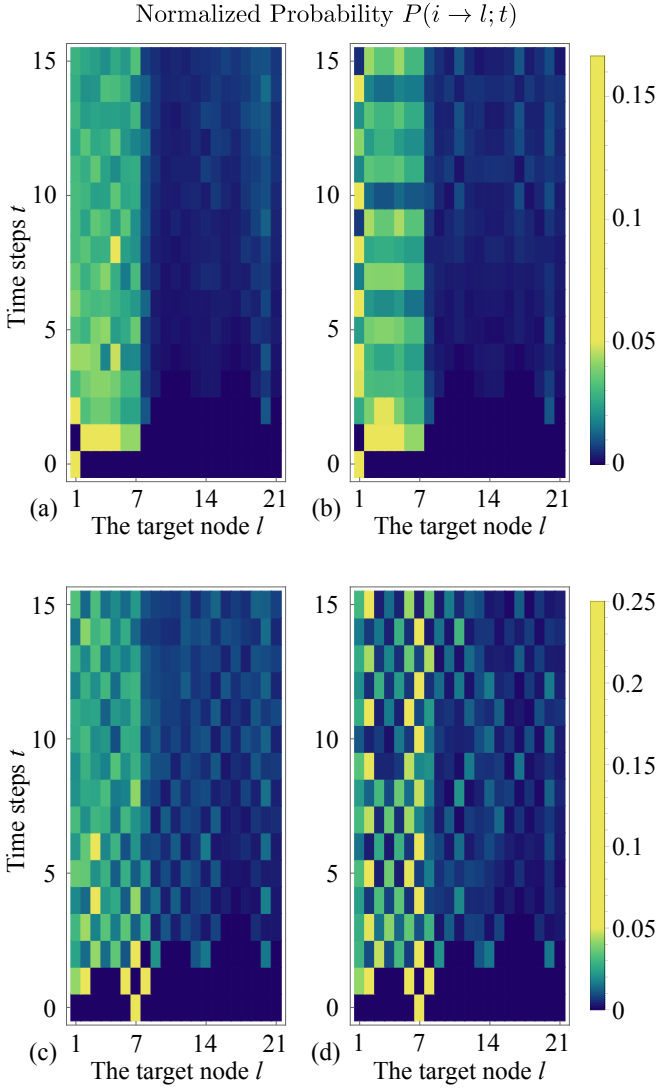 Normalized Probability P(i → l; t)
15
10
5
0
Time steps t
1 7 14 21
(a)
The target node l
1 7 14 21
15
10
5
0
(b)
The target node l
0.15
0.1
0.05
0
15
10
5
0
Time steps t
1 7 14 21
(c)
The target node l
15
10
5
0
1 7 14 21
(d)
The target node l
0.25
0.2
0.15
0.1
0.05
0